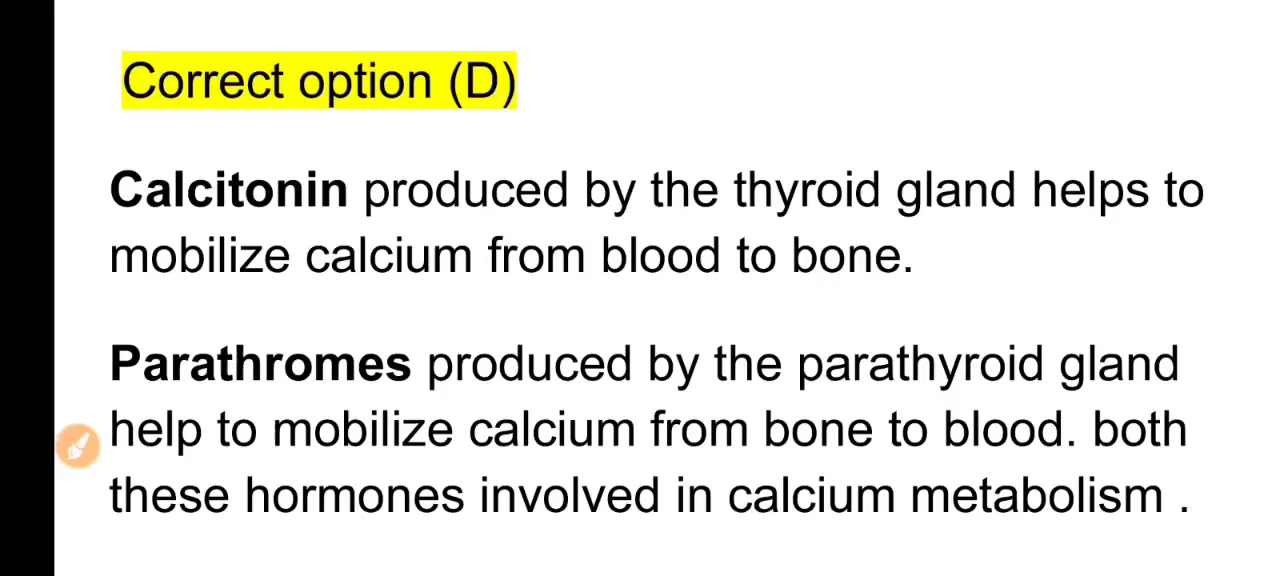 Correct option (D)
Calcitonin produced by the thyroid gland helps to
mobilize calcium from blood to bone.
Parathromes produced by the parathyroid gland
help to mobilize calcium from bone to blood. both
these hormones involved in calcium metabolism .